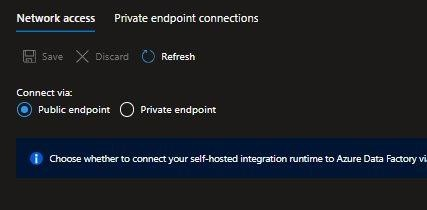 Network access Private endpoint connections
Save Discard Refresh
Connect via:
Public endpoint Private endpoint
Choose whether to connect your self-hosted integration runtime to Azure Data Factory